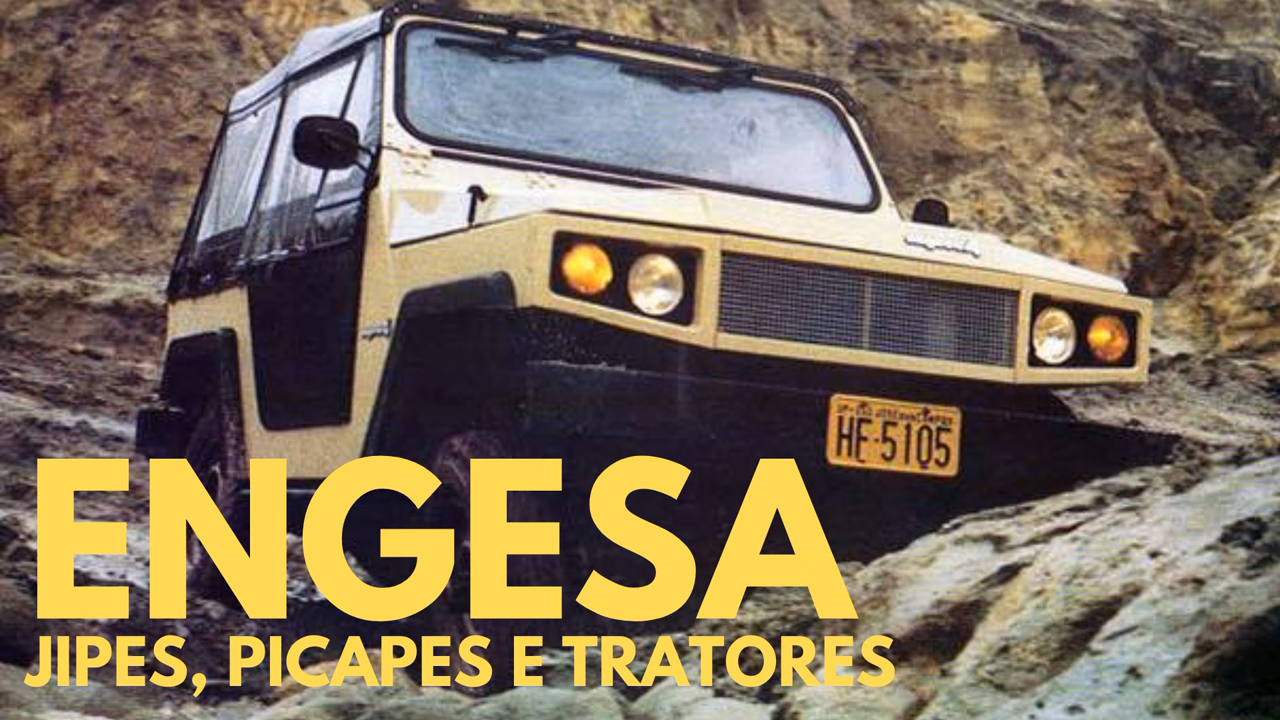 HE-5105
ENGESA
JIPES, PICAPES E TRATORES